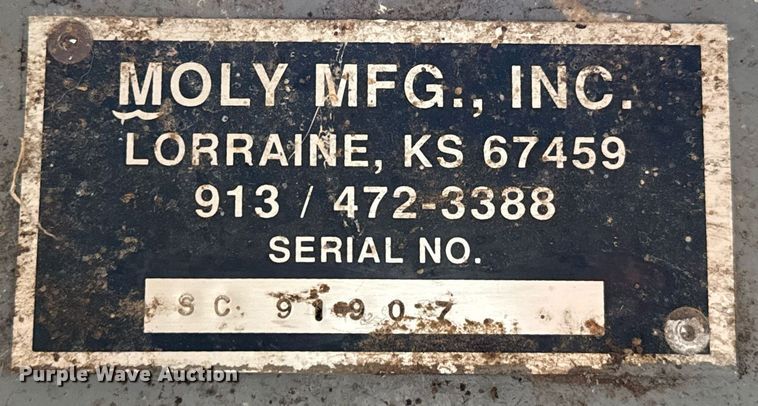 MOLY MFG., INC.
LORRAINE, KS 67459
913 / 472-3388
SERIAL NO.
SC 91907
Purple Wave Auction